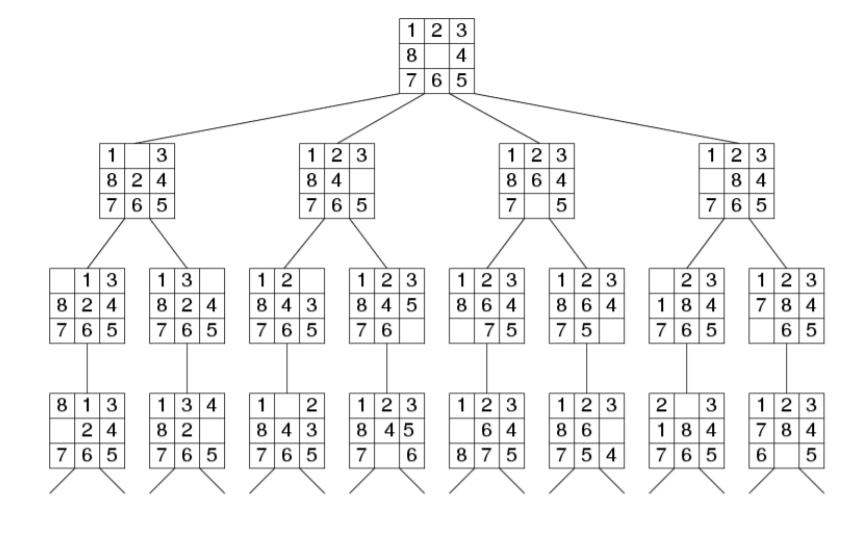 1 2 3
8 4
7 6 5
1 3 1 2 3 1 2 3 1 2 3
8 2 4 8 4 8 6 4 8 4
7 6 5 7 6 5 7 5 7 6 5
1 3 1 3 1 2 1 2 3 1 2 3 1 2 3 2 3 1 2 3
8 2 4 8 2 4 8 4 3 8 4 5 8 6 4 8 6 4 1 8 4 7 8 4
7 6 5 7 6 5 7 6 5 7 6 7 5 7 5 7 6 5 6 5
8 1 3 1 3 4 1 2 1 2 3 1 2 3 1 2 3 2 3 1 2 3
2 4 8 2 8 4 3 8 4 5 6 4 8 6 1 8 4 7 8 4
7 6 5 7 6 5 7 6 5 7 6 8 7 5 7 5 4 7 6 5 6 5